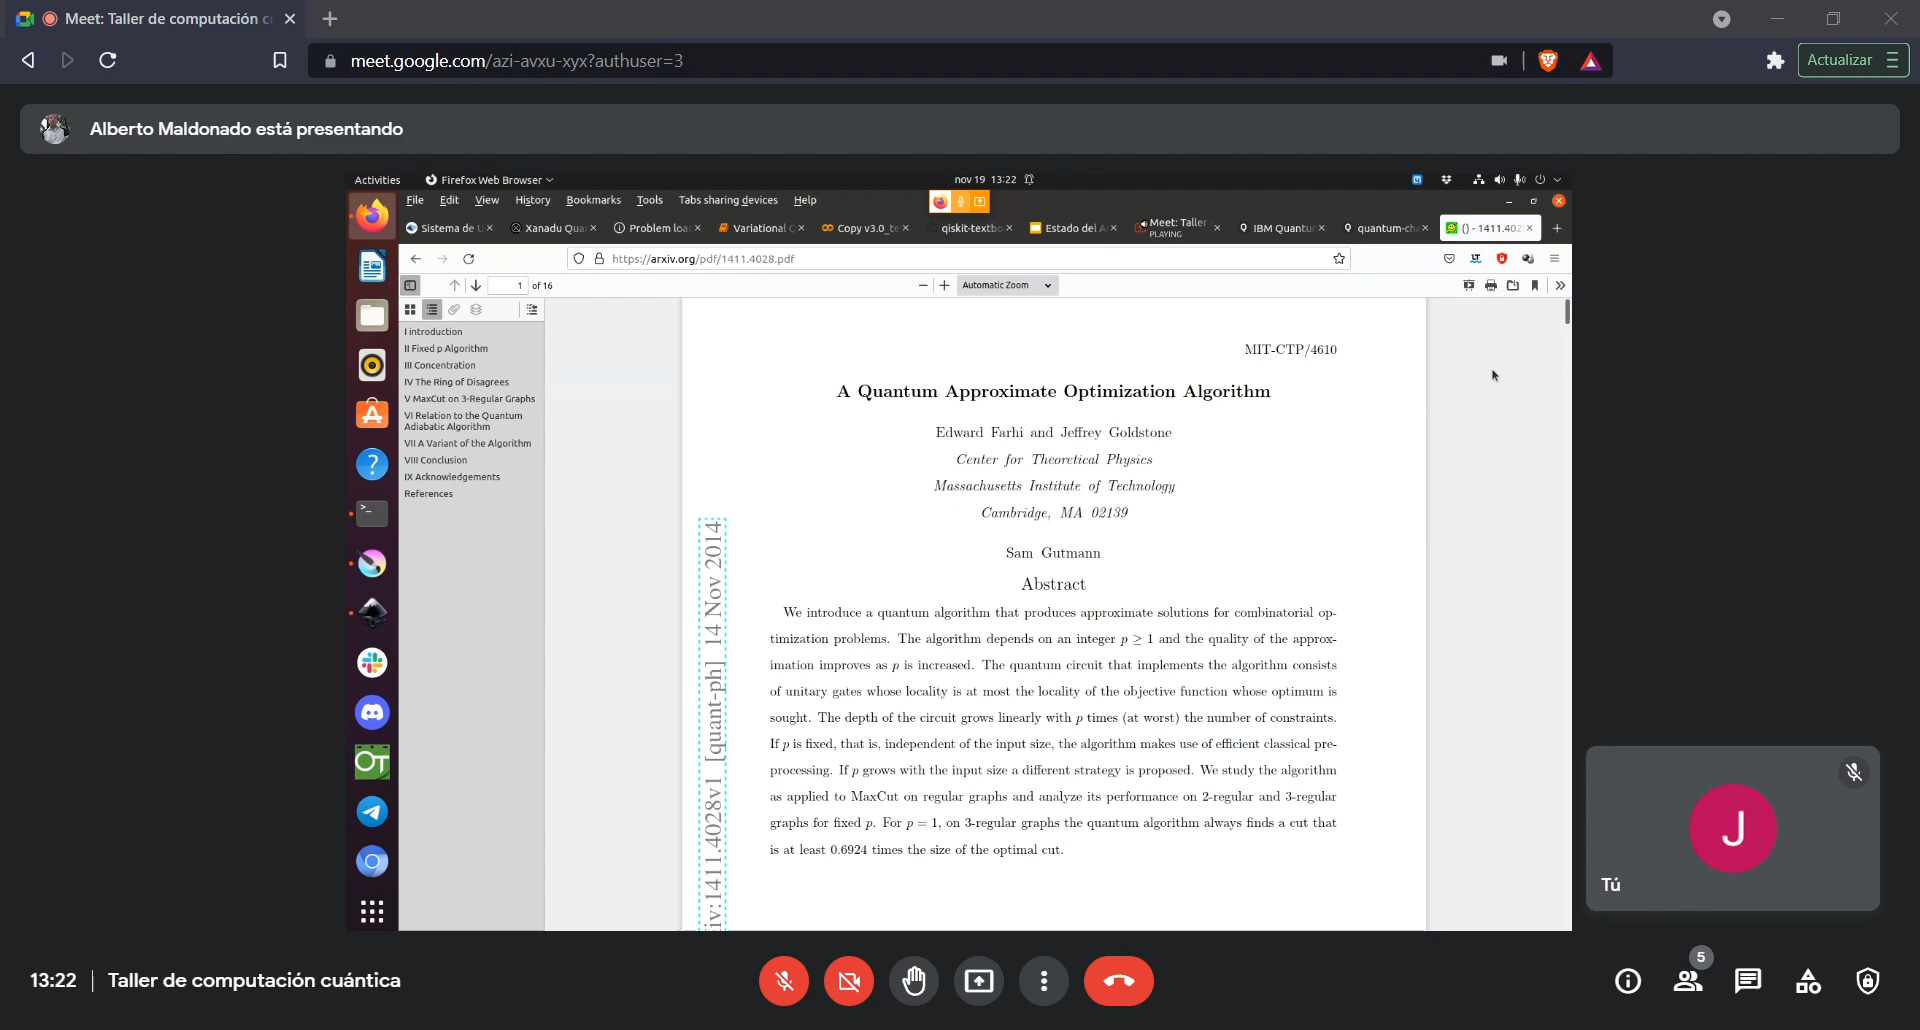 Meet: Taller de computación c
meet.google.com/azi-avxu-xyx?authuser=3
Actualizar
Alberto Maldonado está presentando
Activities
Firefox Web Browser
nov 19 13:22
File Edit View History Bookmarks Tools Tabs sharing devices Help
Sistema de U
Xanadu Qua
Problem loa
Variational Q
Copy v3.0_te
qiskit-textbo
Estado del A
Meet: Taller
PLAYING
IBM Quantu
quantum-ch
() - 1411.402
https://arxiv.org/pdf/1411.4028.pdf
1 of 16
Automatic Zoom
I introduction
II Fixed p Algorithm
III Concentration
IV The Ring of Disagrees
V MaxCut on 3-Regular Graphs
VI Relation to the Quantum
Adiabatic Algorithm
VII A Variant of the Algorithm
VIII Conclusion
IX Acknowledgements
References
MIT-CTP/4610
A Quantum Approximate Optimization Algorithm
Edward Farhi and Jeffrey Goldstone
Center for Theoretical Physics
Massachusetts Institute of Technology
Cambridge, MA 02139
Sam Gutmann
Abstract
We introduce a quantum algorithm that produces approximate solutions for combinatorial op-
timization problems. The algorithm depends on an integer p ≥ 1 and the quality of the approx-
imation improves as p is increased. The quantum circuit that implements the algorithm consists
of unitary gates whose locality is at most the locality of the objective function whose optimum is
sought. The depth of the circuit grows linearly with p times (at worst) the number of constraints.
If p is fixed, that is, independent of the input size, the algorithm makes use of efficient classical pre-
processing. If p grows with the input size a different strategy is proposed. We study the algorithm
as applied to MaxCut on regular graphs and analyze its performance on 2-regular and 3-regular
graphs for fixed p. For p = 1, on 3-regular graphs the quantum algorithm always finds a cut that
is at least 0.6924 times the size of the optimal cut.
iv:1411.4028v1 [quant-ph] 14 Nov 2014
OT
J
Tú
13:22
Taller de computación cuántica
5